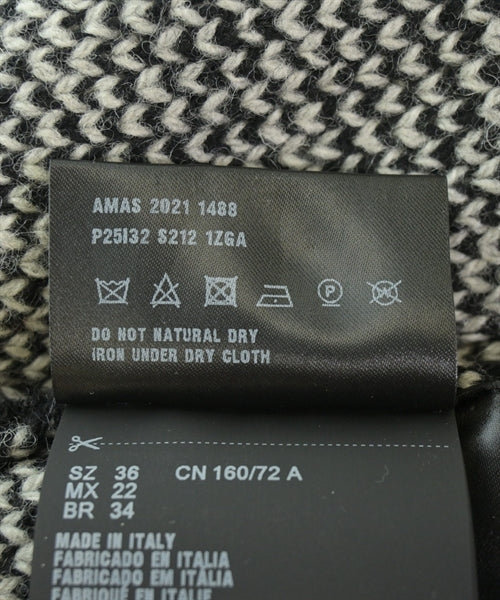 AMAS 2021 1488
P25I32 S212 1ZGA
P
DO NOT NATURAL DRY
IRON UNDER DRY CLOTH
SZ 36 CN 160/72 A
MX 22
BR 34
MADE IN ITALY
FABRICADO EN ITALIA
FABRICADO EM ITÁLIA
FABRIQUÉ EN ITALIE